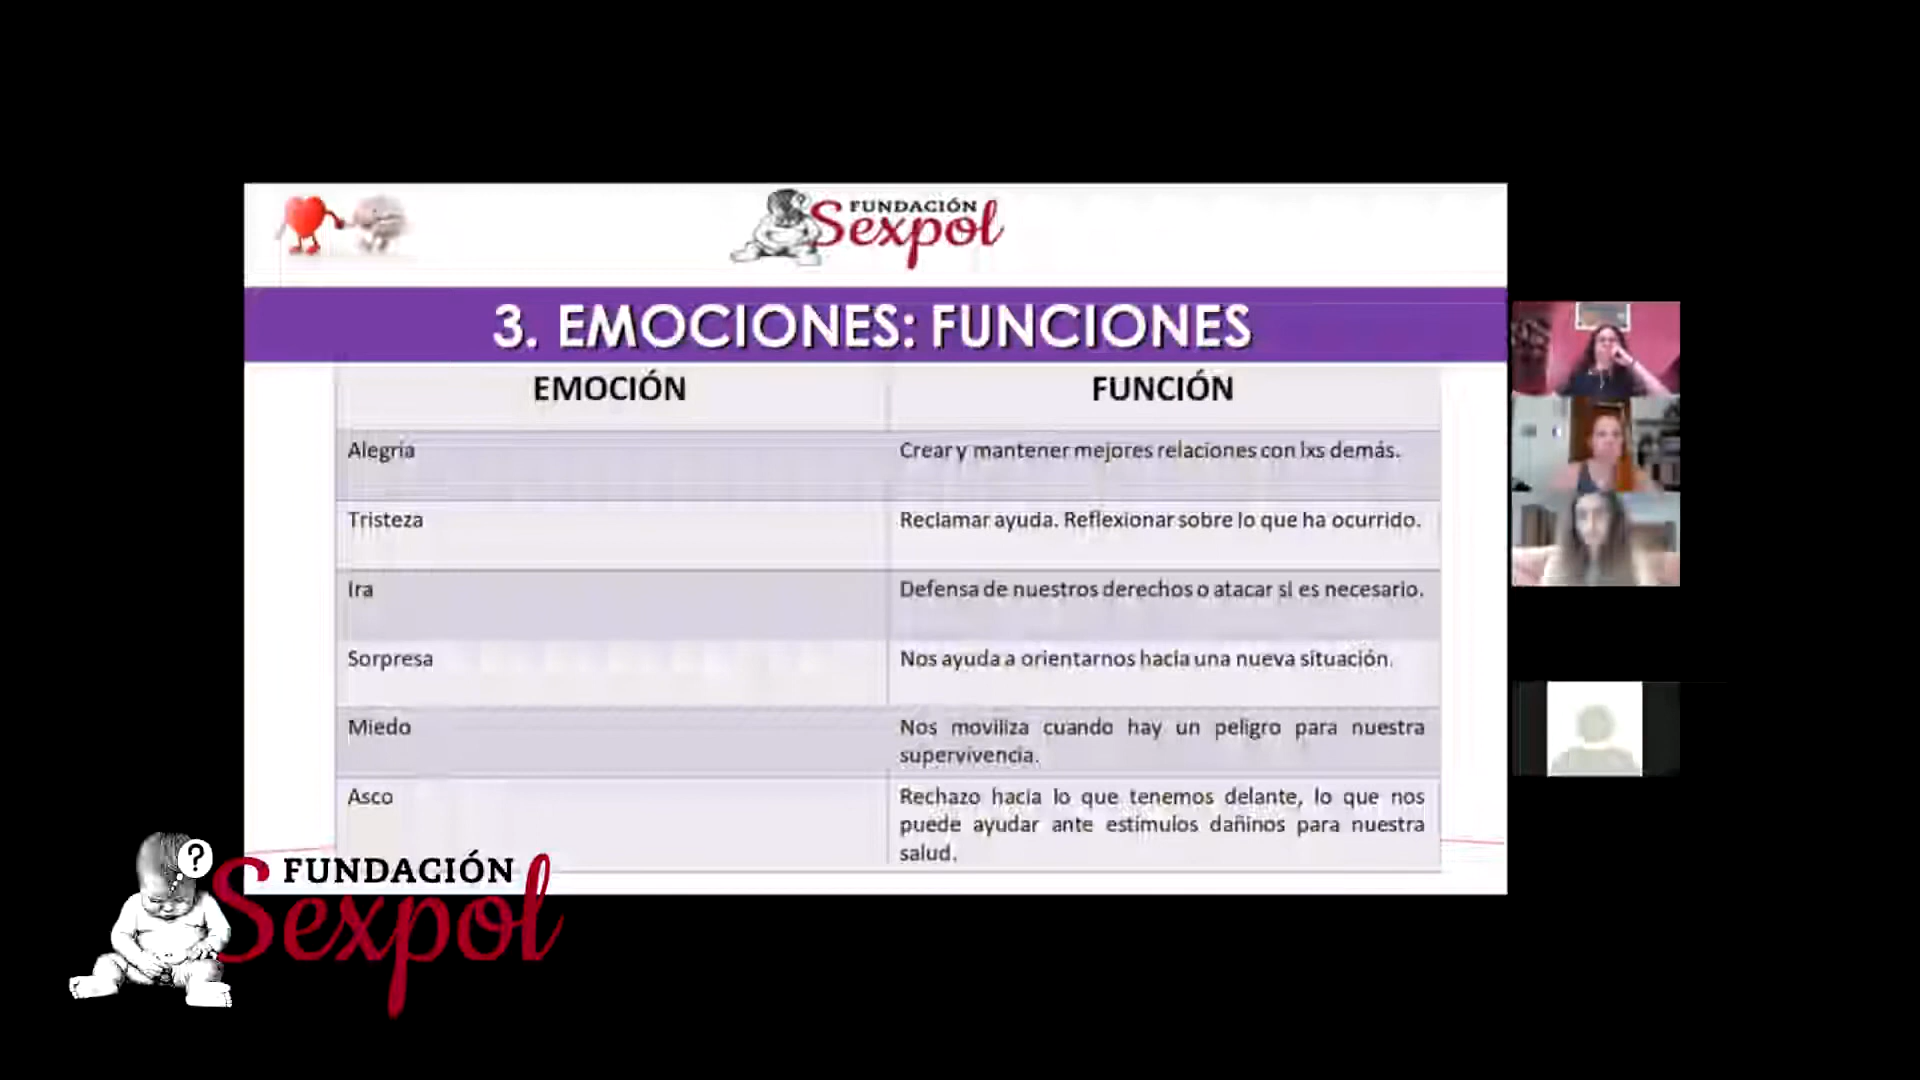 FUNDACIÓN
Sexpol
3. EMOCIONES: FUNCIONES
EMOCIÓN
FUNCIÓN
Alegría
Crear y mantener mejores relaciones con lxs demás.
Tristeza
Reclamar ayuda. Reflexionar sobre lo que ha ocurrido.
Ira
Defensa de nuestros derechos o atacar si es necesario.
Sorpresa
Nos ayuda a orientarnos hacia una nueva situación.
Miedo
Nos moviliza cuando hay un peligro para nuestra
supervivencia.
Asco
Rechazo hacia lo que tenemos delante, lo que nos
puede ayudar ante estímulos dañinos para nuestra
salud.
?
FUNDACIÓN
Sexpol